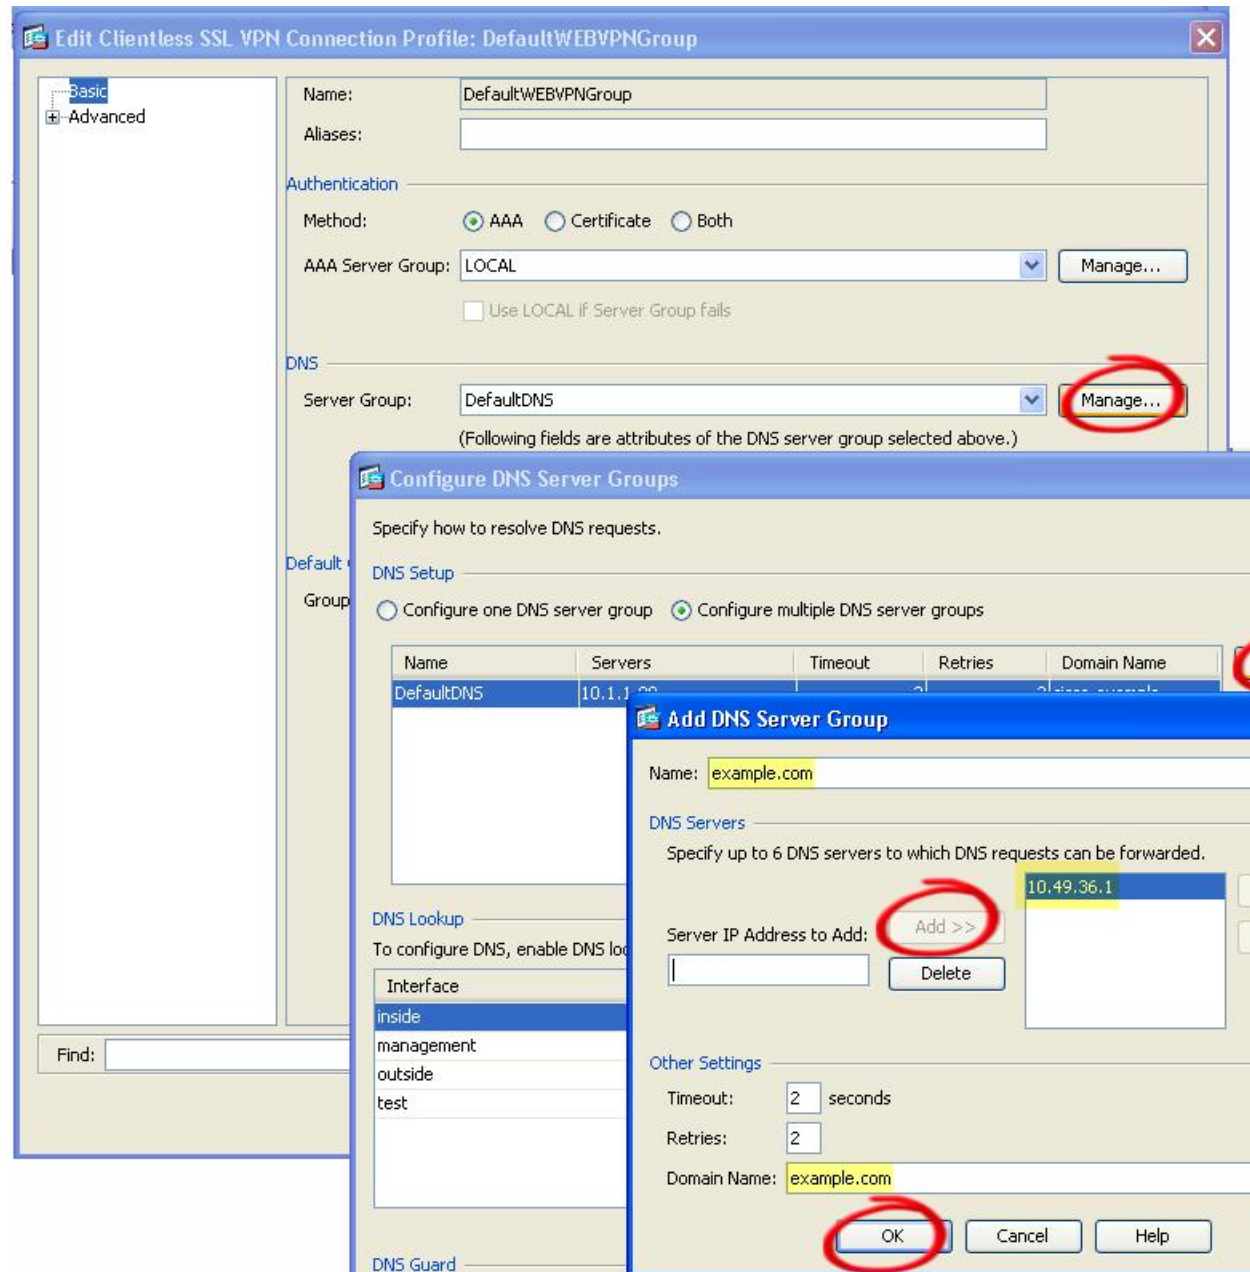 Edit Clientless SSL VPN Connection Profile: DefaultWEBVPNGroup
Basic
Advanced
Name: DefaultWEBVPNGroup
Aliases:
Authentication
Method: AAA Certificate Both
AAA Server Group: LOCAL Manage...
Use LOCAL if Server Group fails
DNS
Server Group: DefaultDNS Manage...
(Following fields are attributes of the DNS server group selected above.)
Default
Group
Find:
Configure DNS Server Groups
Specify how to resolve DNS requests.
DNS Setup
Configure one DNS server group Configure multiple DNS server groups
Name Servers Timeout Retries Domain Name
DefaultDNS
DNS Lookup
To configure DNS, enable DNS
Interface
inside
management
outside
test
DNS Guard
Add DNS Server Group
Name: example.com
DNS Servers
Specify up to 6 DNS servers to which DNS requests can be forwarded.
10.49.36.1
Server IP Address to Add: Add >>
Delete
Other Settings
Timeout: 2 seconds
Retries: 2
Domain Name: example.com
OK Cancel Help